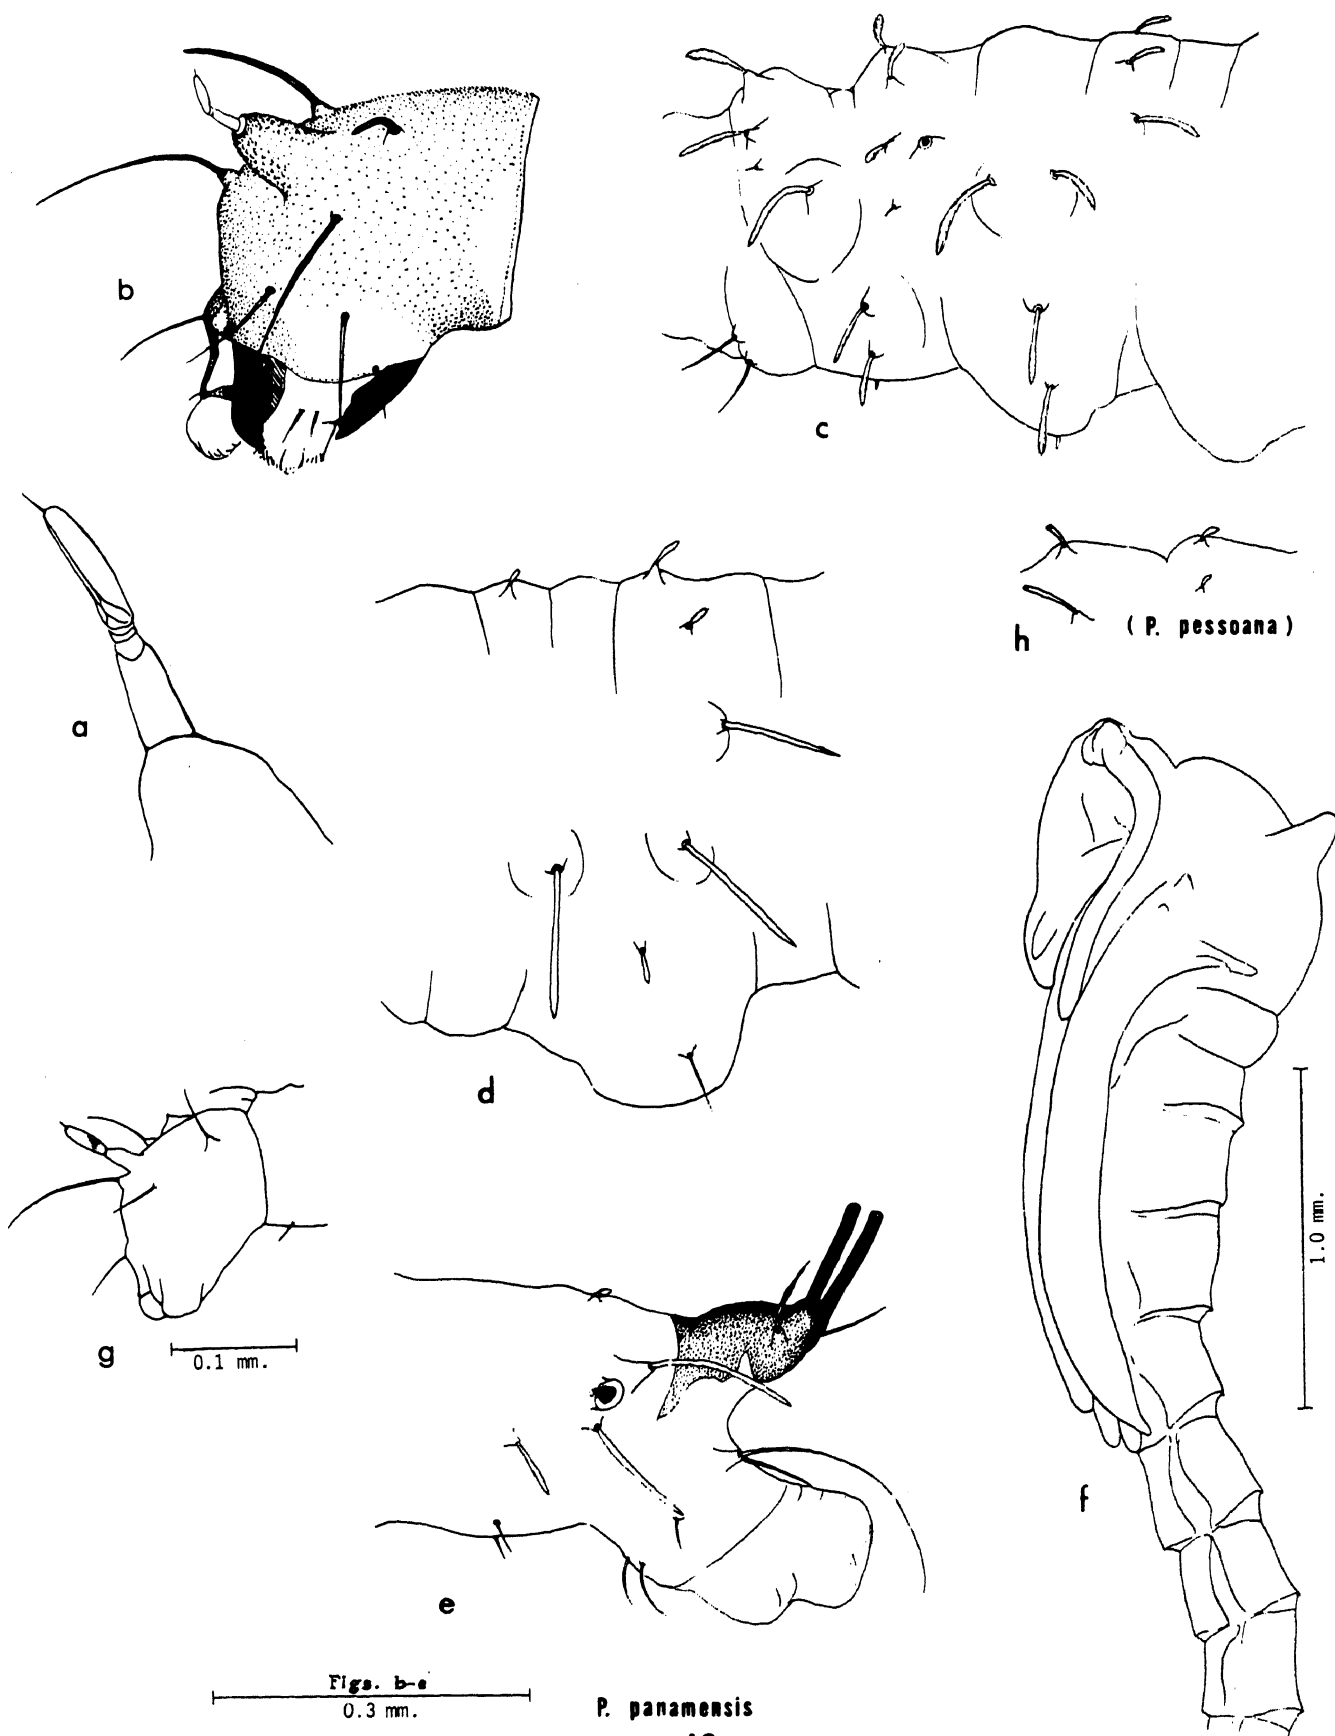 b
c
a
h
( P. pessoana )
d
g
0.1 mm.
1.0 mm.
f
e
Figs. b-e
0.3 mm.
P. panamensis